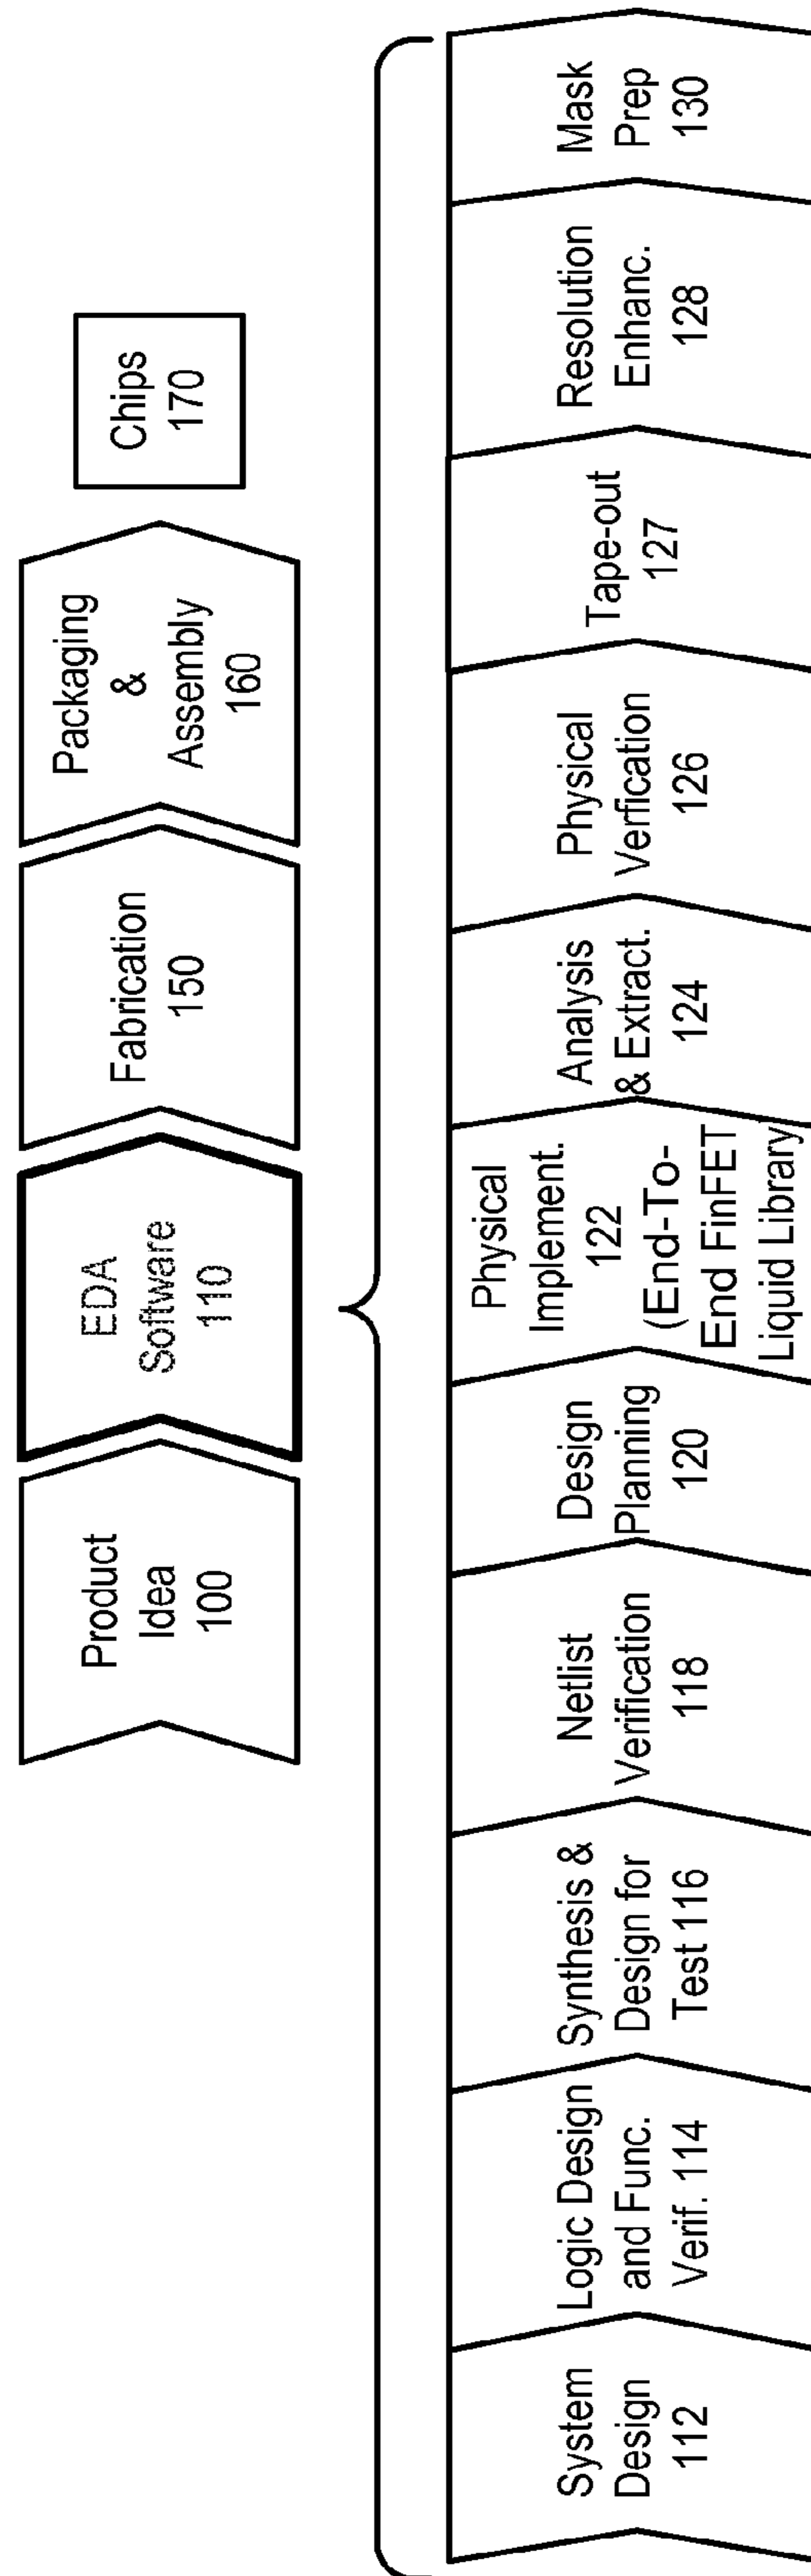 Product
Idea
100
EDA
Software
110
Fabrication
150
Packaging
&
Assembly
160
Chips
170
System
Design
112
Logic Design
and Func.
Verif. 114
Synthesis &
Design for
Test 116
Netlist
Verification
118
Design
Planning
120
Physical
Implement.
122
(End-To-
End FinFET
Liquid Library
Analysis
& Extract.
124
Physical
Verfication
126
Tape-out
127
Resolution
Enhanc.
128
Mask
Prep
130